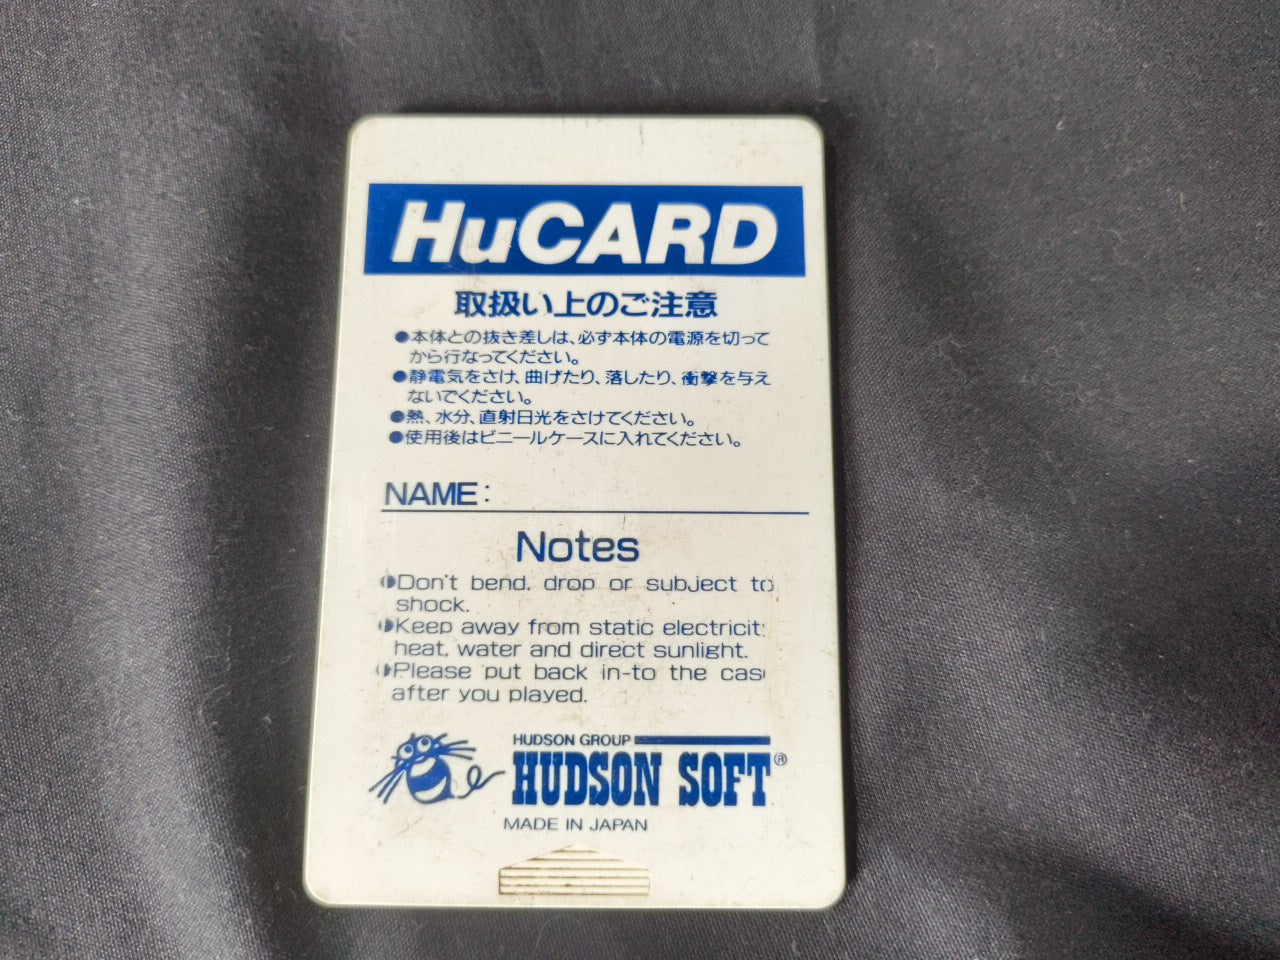 HuCARD
取扱い上のご注意
●本体との抜き差しは、必ず本体の電源を切って
から行なってください。
●静電気をさけ、曲げたり、落したり、衝撃を与え
ないでください。
●熱、水分、直射日光をさけてください。
●使用後はビニールケースに入れてください。
NAME:
Notes
●Don't bend, drop or subject to
shock.
●Keep away from static electricity
heat, water and direct sunlight.
●Please put back in-to the case
after you played.
HUDSON GROUP
HUDSON SOFT®
MADE IN JAPAN